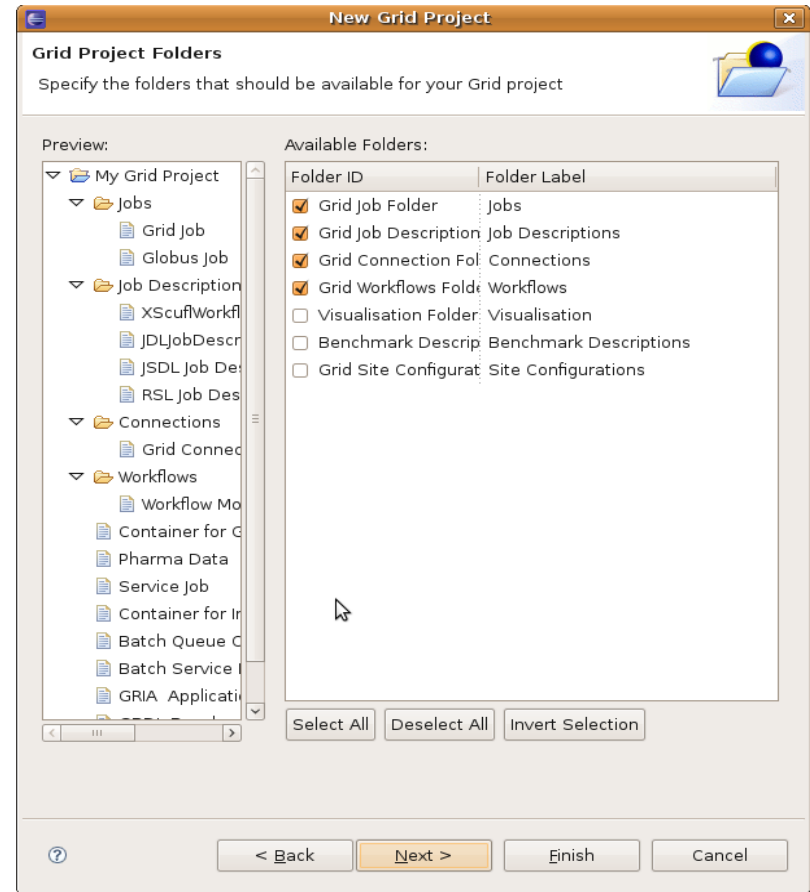 New Grid Project
Grid Project Folders
Specify the folders that should be available for your Grid project
Preview:
My Grid Project
Jobs
Grid Job
Globus Job
Job Description
XScuflWorkfl
JDLJobDescr
JSDL Job De
RSL Job Des
Connections
Grid Connec
Workflows
Workflow Mo
Container for
Pharma Data
Service Job
Container for
Batch Queue
Batch Service
GRIA Applicati
Available Folders:
Folder ID Folder Label
Grid Job Folder Jobs
Grid Job Description Job Descriptions
Grid Connection Fol Connections
Grid Workflows Folde Workflows
Visualisation Folder Visualisation
Benchmark Descrip Benchmark Descriptions
Grid Site Configurat Site Configurations
Select All Deselect All Invert Selection
< Back Next > Finish Cancel